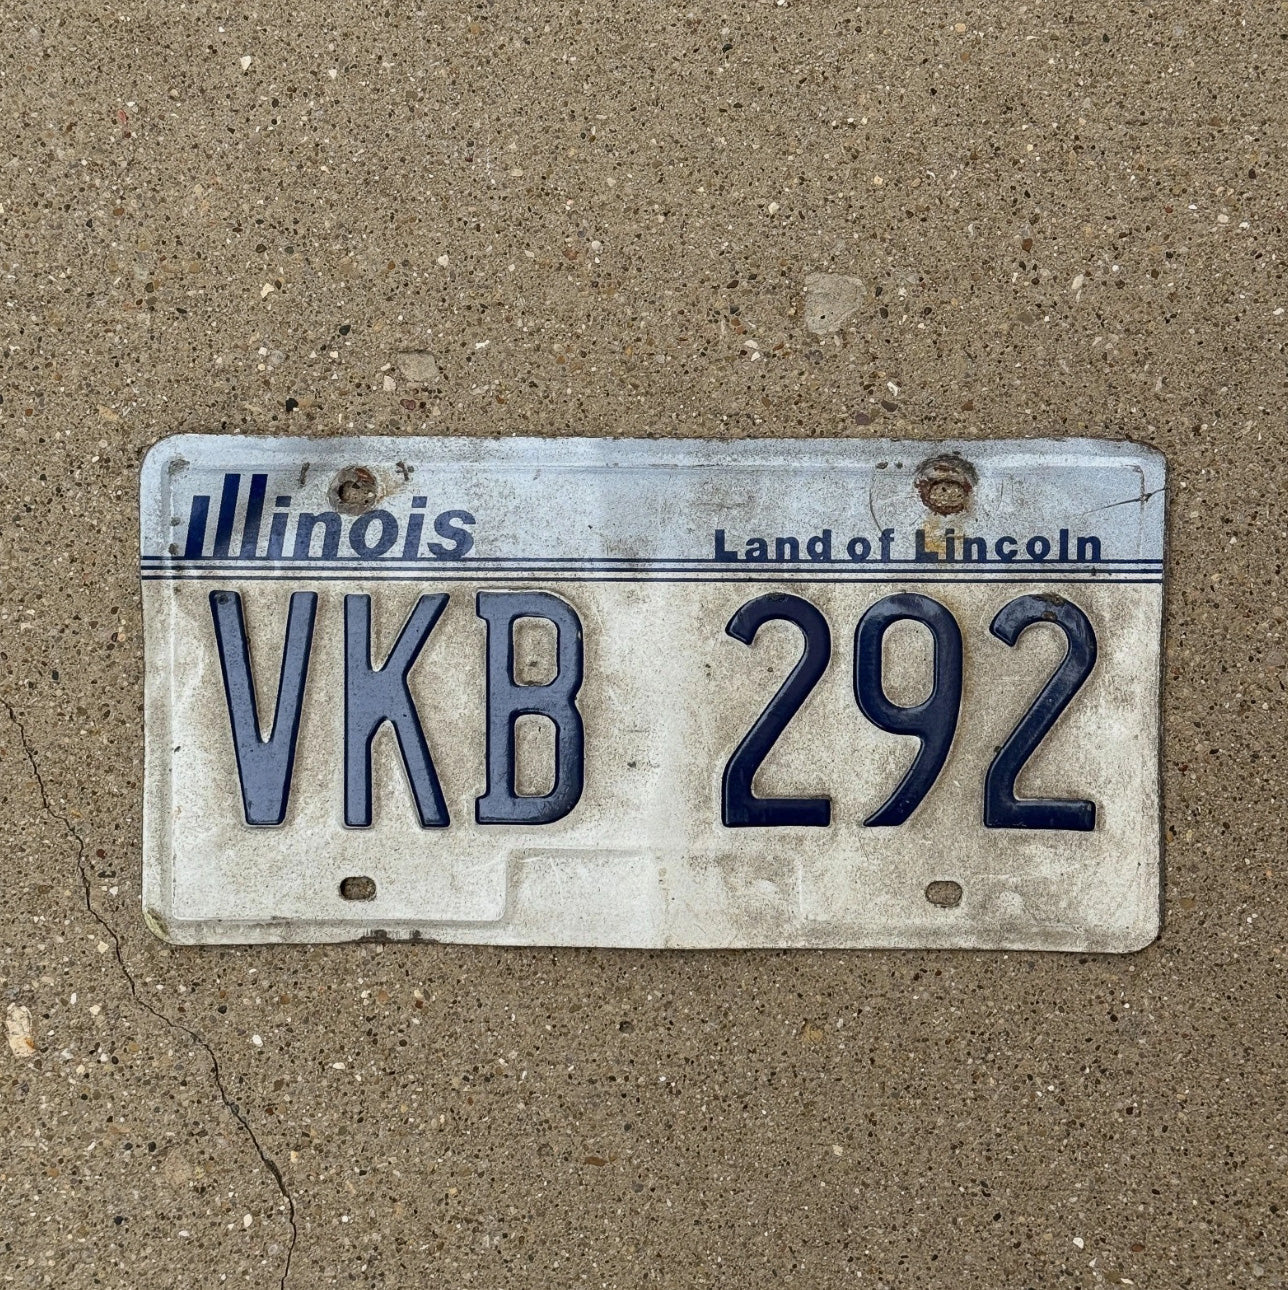 Illinois
Land of Lincoln
VKB 292